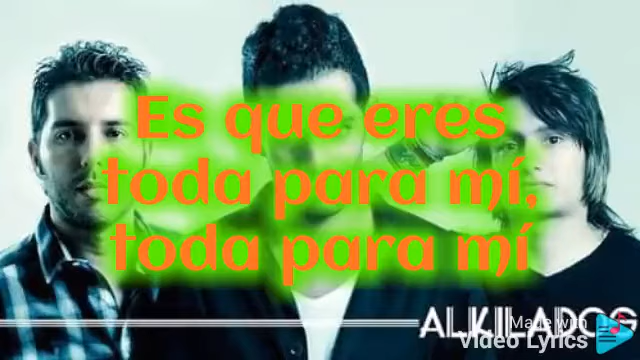 Es que eres
toda para mí,
toda para mí
ALKILADOS
Made with
Video Lyrics